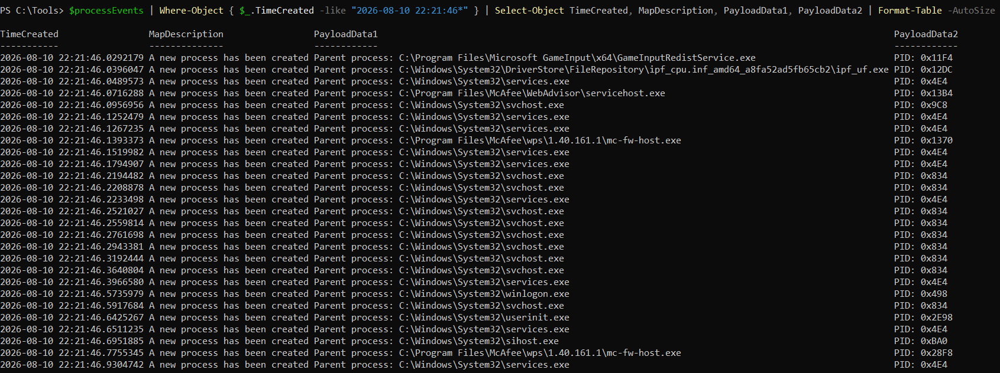 PS C:\Tools> $processEvents | Where-Object { $_.TimeCreated -like "2026-08-10 22:21:46*" } | Select-Object TimeCreated, MapDescription, PayloadData1, PayloadData2 | Format-Table -AutoSize
TimeCreated MapDescription PayloadData1 PayloadData2
----------- -------------- ------------ ------------
2026-08-10 22:21:46.0292179 A new process has been created Parent process: C:\Program Files\Microsoft GameInput\x64\GameInputRedistService.exe PID: 0x11F4
2026-08-10 22:21:46.0396047 A new process has been created Parent process: C:\Windows\System32\DriverStore\FileRepository\ipf_cpu.inf_amd64_a8fa52ad5fb65cb2\ipf_uf.exe PID: 0x12DC
2026-08-10 22:21:46.0489573 A new process has been created Parent process: C:\Windows\System32\services.exe PID: 0x4E4
2026-08-10 22:21:46.0716288 A new process has been created Parent process: C:\Program Files\McAfee\WebAdvisor\servicehost.exe PID: 0x13B4
2026-08-10 22:21:46.0956956 A new process has been created Parent process: C:\Windows\System32\svchost.exe PID: 0x9C8
2026-08-10 22:21:46.1252479 A new process has been created Parent process: C:\Windows\System32\services.exe PID: 0x4E4
2026-08-10 22:21:46.1267235 A new process has been created Parent process: C:\Windows\System32\services.exe PID: 0x4E4
2026-08-10 22:21:46.1393373 A new process has been created Parent process: C:\Program Files\McAfee\wps\1.40.161.1\mc-fw-host.exe PID: 0x1370
2026-08-10 22:21:46.1519982 A new process has been created Parent process: C:\Windows\System32\services.exe PID: 0x4E4
2026-08-10 22:21:46.1794907 A new process has been created Parent process: C:\Windows\System32\services.exe PID: 0x4E4
2026-08-10 22:21:46.2194482 A new process has been created Parent process: C:\Windows\System32\svchost.exe PID: 0x834
2026-08-10 22:21:46.2208878 A new process has been created Parent process: C:\Windows\System32\svchost.exe PID: 0x834
2026-08-10 22:21:46.2233498 A new process has been created Parent process: C:\Windows\System32\services.exe PID: 0x4E4
2026-08-10 22:21:46.2521027 A new process has been created Parent process: C:\Windows\System32\svchost.exe PID: 0x834
2026-08-10 22:21:46.2559814 A new process has been created Parent process: C:\Windows\System32\svchost.exe PID: 0x834
2026-08-10 22:21:46.2761698 A new process has been created Parent process: C:\Windows\System32\svchost.exe PID: 0x834
2026-08-10 22:21:46.2943381 A new process has been created Parent process: C:\Windows\System32\svchost.exe PID: 0x834
2026-08-10 22:21:46.3192444 A new process has been created Parent process: C:\Windows\System32\svchost.exe PID: 0x834
2026-08-10 22:21:46.3640804 A new process has been created Parent process: C:\Windows\System32\svchost.exe PID: 0x834
2026-08-10 22:21:46.3966580 A new process has been created Parent process: C:\Windows\System32\services.exe PID: 0x4E4
2026-08-10 22:21:46.5735979 A new process has been created Parent process: C:\Windows\System32\winlogon.exe PID: 0x498
2026-08-10 22:21:46.5917684 A new process has been created Parent process: C:\Windows\System32\svchost.exe PID: 0x834
2026-08-10 22:21:46.6425267 A new process has been created Parent process: C:\Windows\System32\userinit.exe PID: 0x2E98
2026-08-10 22:21:46.6511235 A new process has been created Parent process: C:\Windows\System32\services.exe PID: 0x4E4
2026-08-10 22:21:46.6951885 A new process has been created Parent process: C:\Windows\System32\sihost.exe PID: 0xBA0
2026-08-10 22:21:46.7755345 A new process has been created Parent process: C:\Program Files\McAfee\wps\1.40.161.1\mc-fw-host.exe PID: 0x28F8
2026-08-10 22:21:46.9304742 A new process has been created Parent process: C:\Windows\System32\services.exe PID: 0x4E4